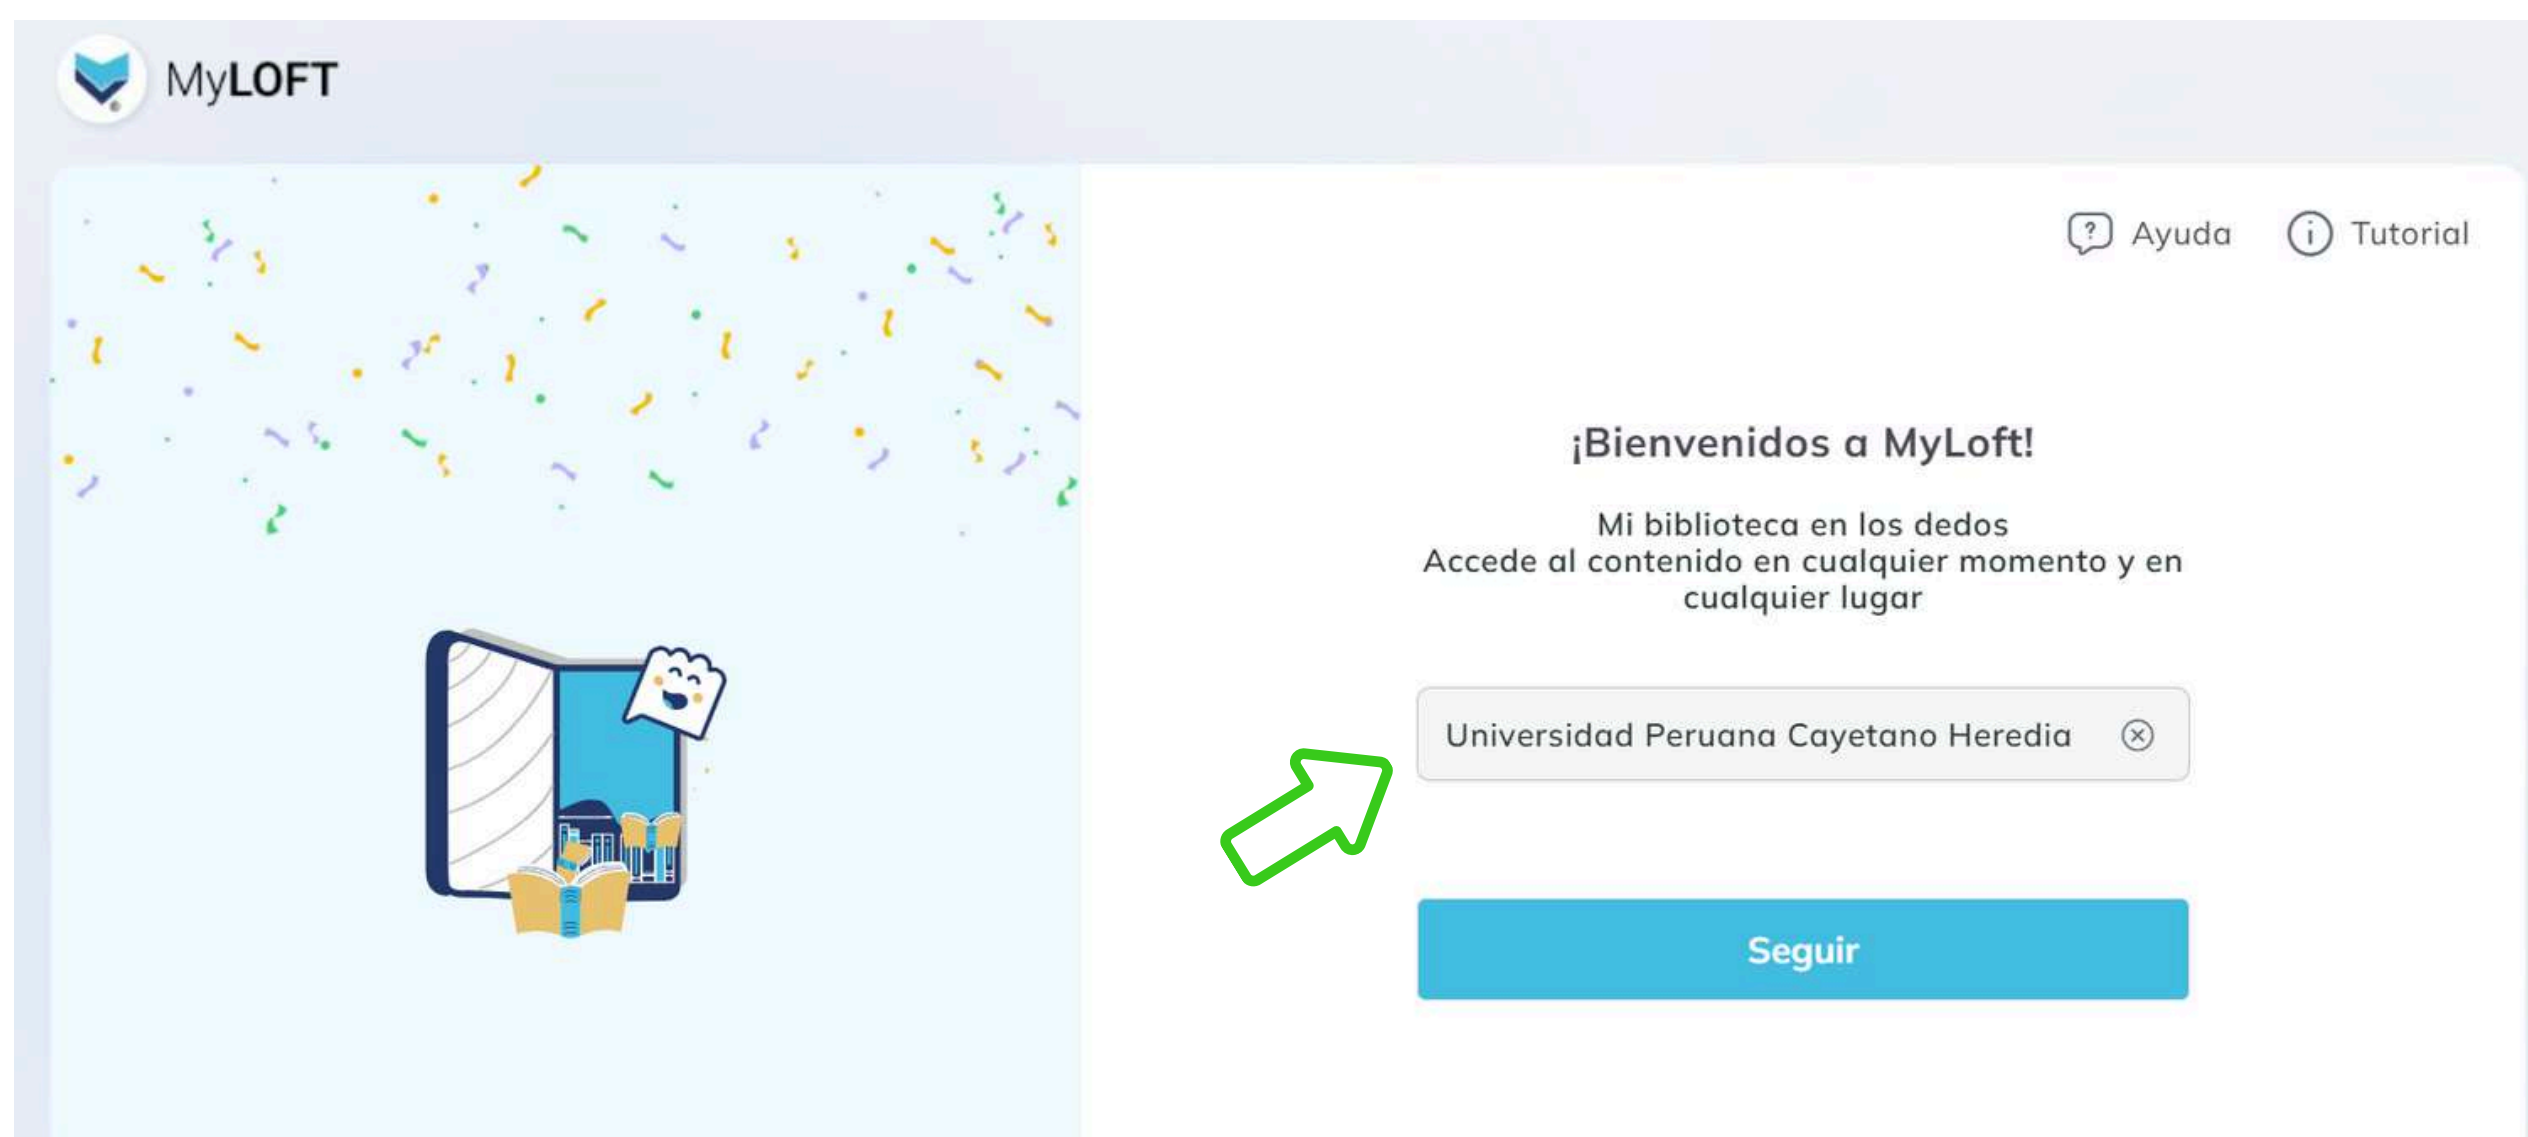 MyLOFT
Ayuda
Tutorial
¡Bienvenidos a MyLoft!
Mi biblioteca en los dedos
Accede al contenido en cualquier momento y en
cualquier lugar
Universidad Peruana Cayetano Heredia
Seguir